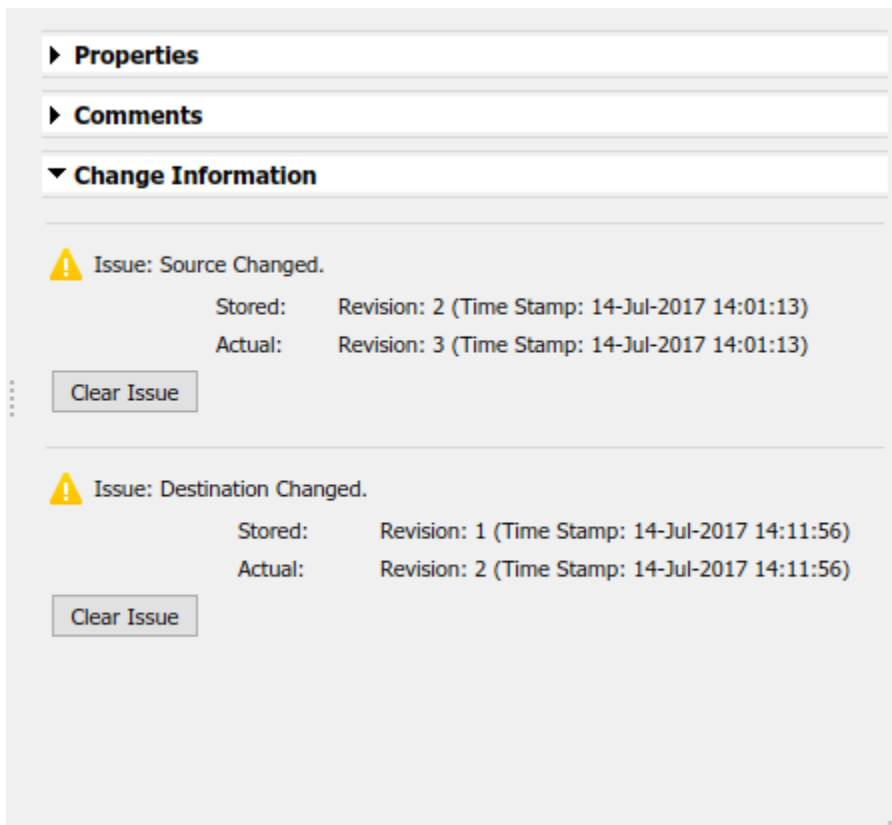 Properties
Comments
Change Information
Issue: Source Changed.
Stored: Revision: 2 (Time Stamp: 14-Jul-2017 14:01:13)
Actual: Revision: 3 (Time Stamp: 14-Jul-2017 14:01:13)
Clear Issue
Issue: Destination Changed.
Stored: Revision: 1 (Time Stamp: 14-Jul-2017 14:11:56)
Actual: Revision: 2 (Time Stamp: 14-Jul-2017 14:11:56)
Clear Issue